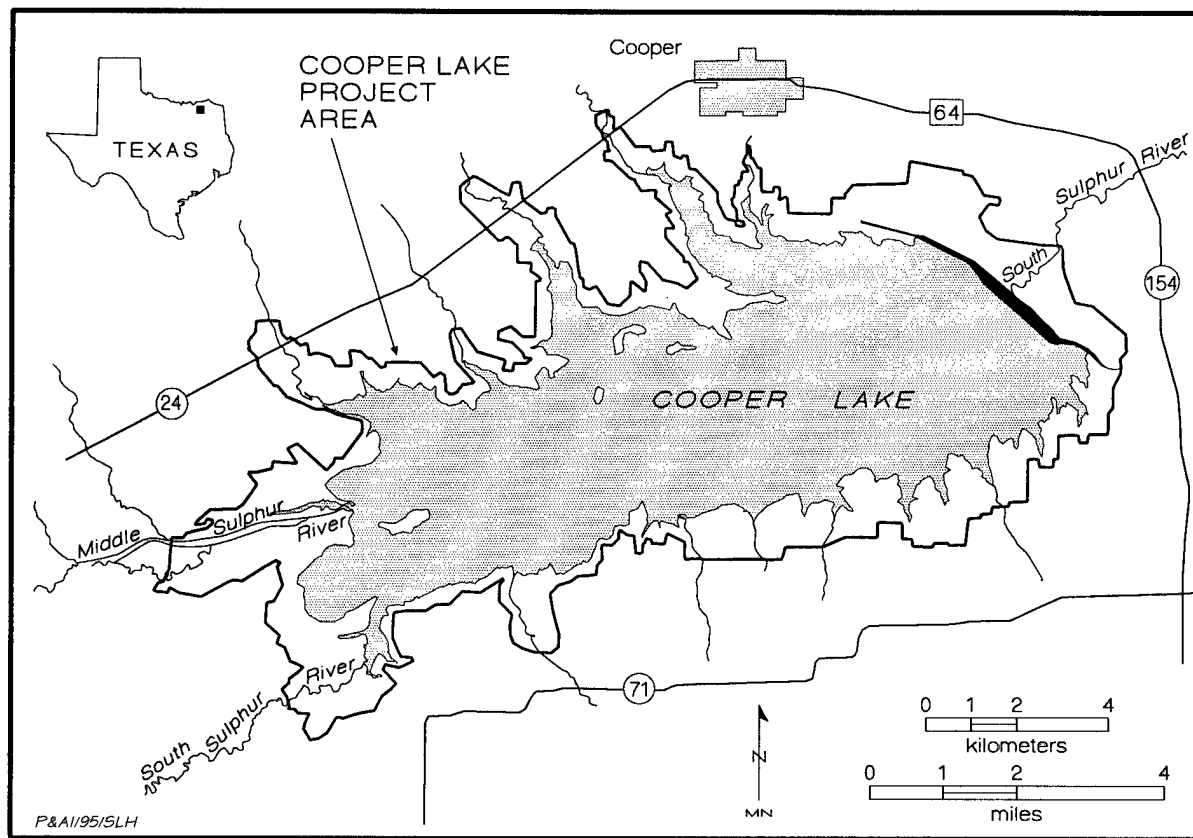 Cooper
COOPER LAKE
PROJECT
AREA
TEXAS
64
South Sulphur River
154
24
COOPER LAKE
Middle Sulphur River
South Sulphur River
71
N
MN
0 1 2 4
kilometers
0 1 2 4
miles
P&AI/95/SLH